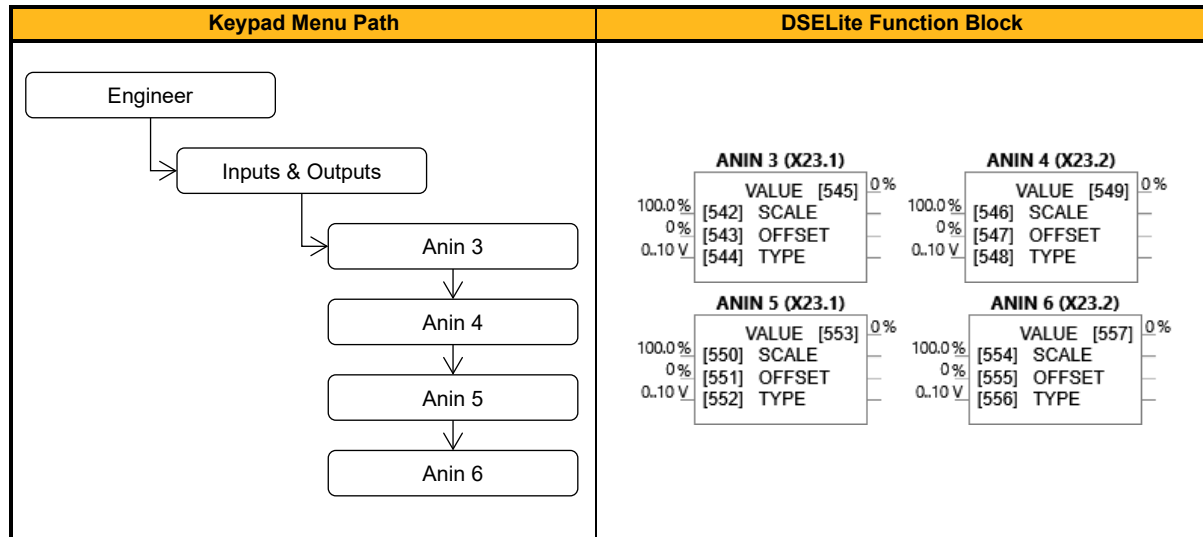 Keypad Menu Path
DSELite Function Block
Engineer
Inputs & Outputs
Anin 3
Anin 4
Anin 5
Anin 6
ANIN 3 (X23.1)
VALUE [545] 0 %
100.0 % [542] SCALE
0 % [543] OFFSET
0..10 V [544] TYPE
ANIN 4 (X23.2)
VALUE [549] 0 %
100.0 % [546] SCALE
0 % [547] OFFSET
0..10 V [548] TYPE
ANIN 5 (X23.1)
VALUE [553] 0 %
100.0 % [550] SCALE
0 % [551] OFFSET
0..10 V [552] TYPE
ANIN 6 (X23.2)
VALUE [557] 0 %
100.0 % [554] SCALE
0 % [555] OFFSET
0..10 V [556] TYPE